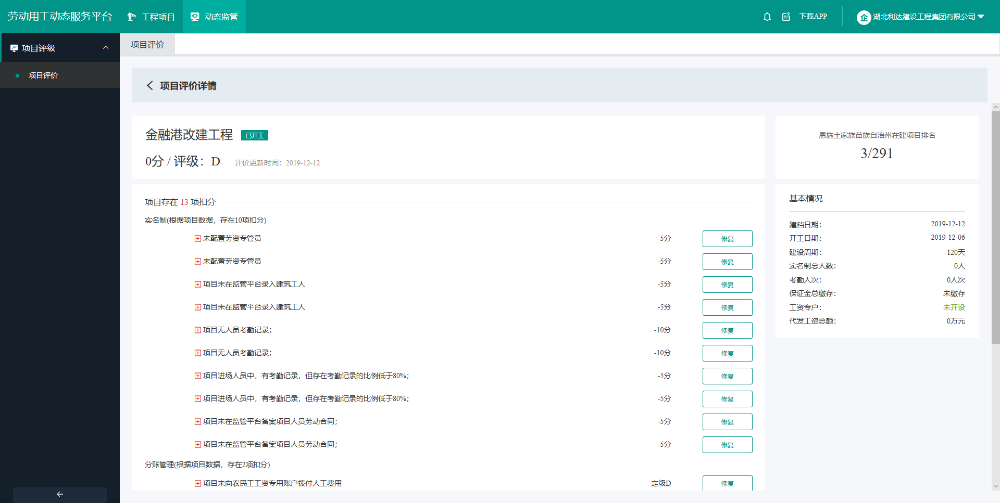 劳动用工动态服务平台 工程项目 动态监管 下载APP 企 湖北利达建设工程集团有限公司
项目评级
项目评价
项目评价
项目评价详情
金融港改建工程 已开工
0分 / 评级：D 评价更新时间：2019-12-12
恩施土家族苗族自治州在建项目排名
3/291
项目存在 13 项扣分
实名制(根据项目数据，存在10项扣分)
未配置劳资专管员 -5分 修复
未配置劳资专管员 -5分 修复
项目未在监管平台录入建筑工人 -5分 修复
项目未在监管平台录入建筑工人 -5分 修复
项目无人员考勤记录； -10分 修复
项目无人员考勤记录； -10分 修复
项目进场人员中，有考勤记录，但存在考勤记录的比例低于80%； -5分 修复
项目进场人员中，有考勤记录，但存在考勤记录的比例低于80%； -5分 修复
项目未在监管平台备案项目人员劳动合同； -5分 修复
项目未在监管平台备案项目人员劳动合同； -5分 修复
分账管理(根据项目数据，存在2项扣分)
项目未向农民工工资专用账户拨付人工费用 定级D 修复
基本情况
建档日期： 2019-12-12
开工日期： 2019-12-06
建设周期： 120天
实名制总人数： 0人
考勤人次： 0人次
保证金总缴存： 未缴存
工资专户： 未开设
代发工资总额： 0万元